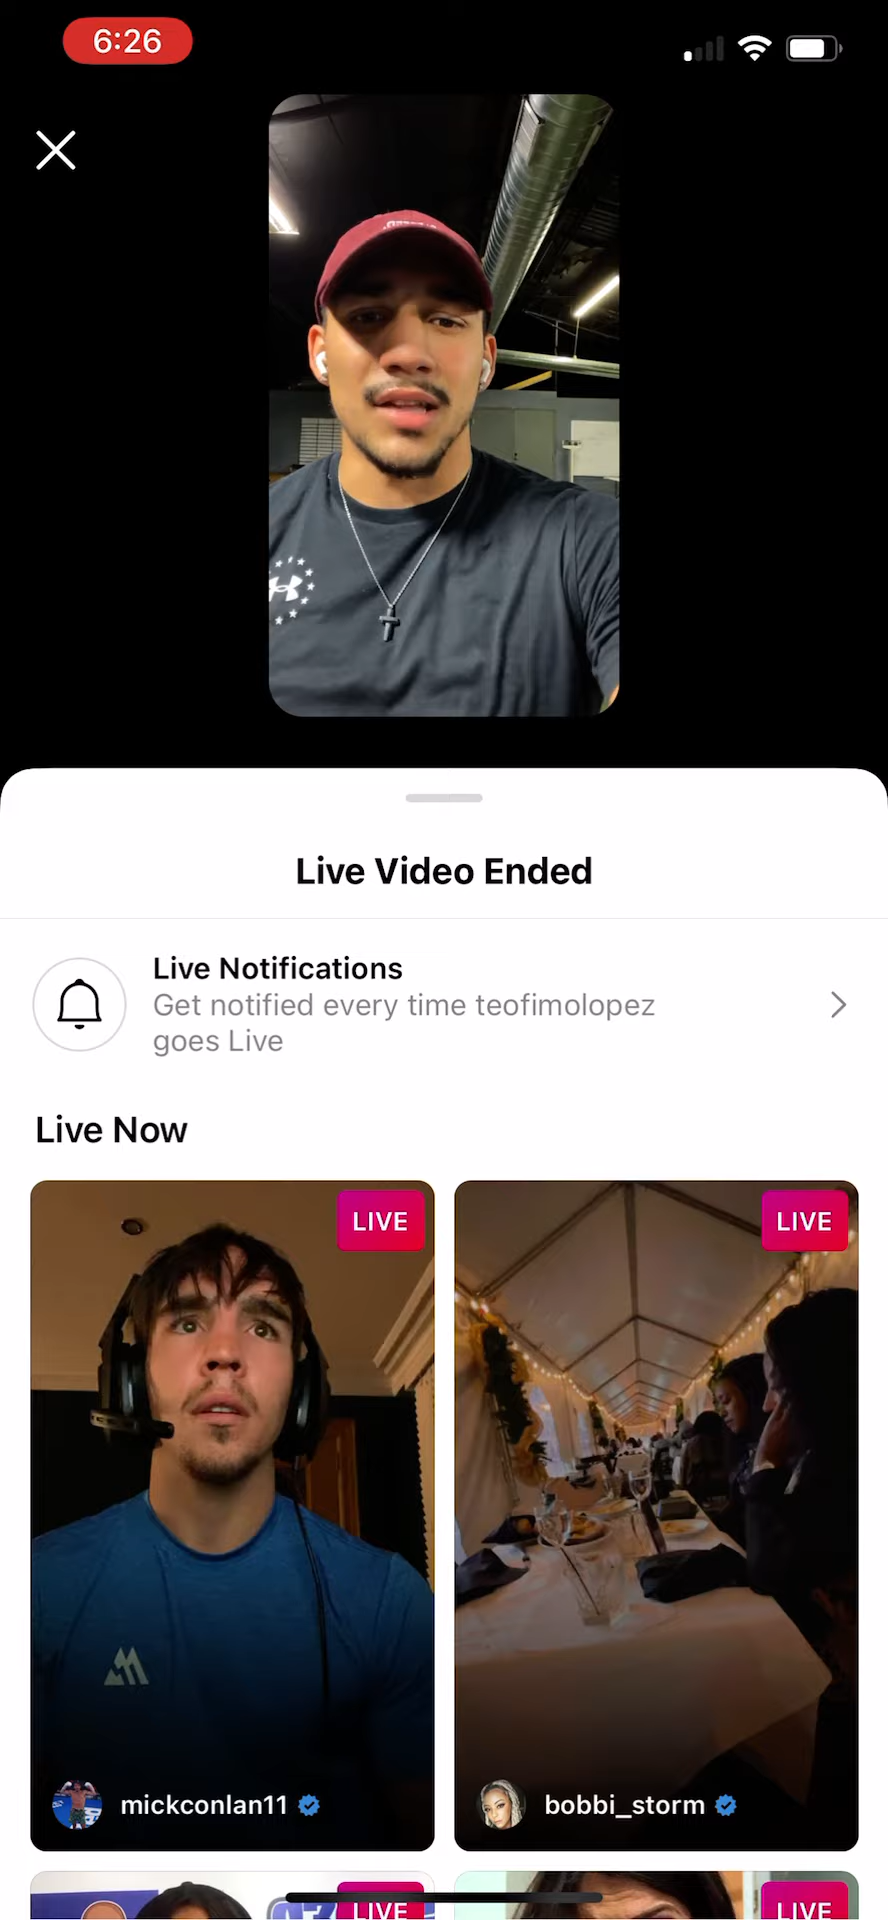 6:26
Live Video Ended
Live Notifications
Get notified every time teofimolopez
goes Live
Live Now
LIVE
LIVE
mickconlan11
bobbi_storm
LIVE
LIVE